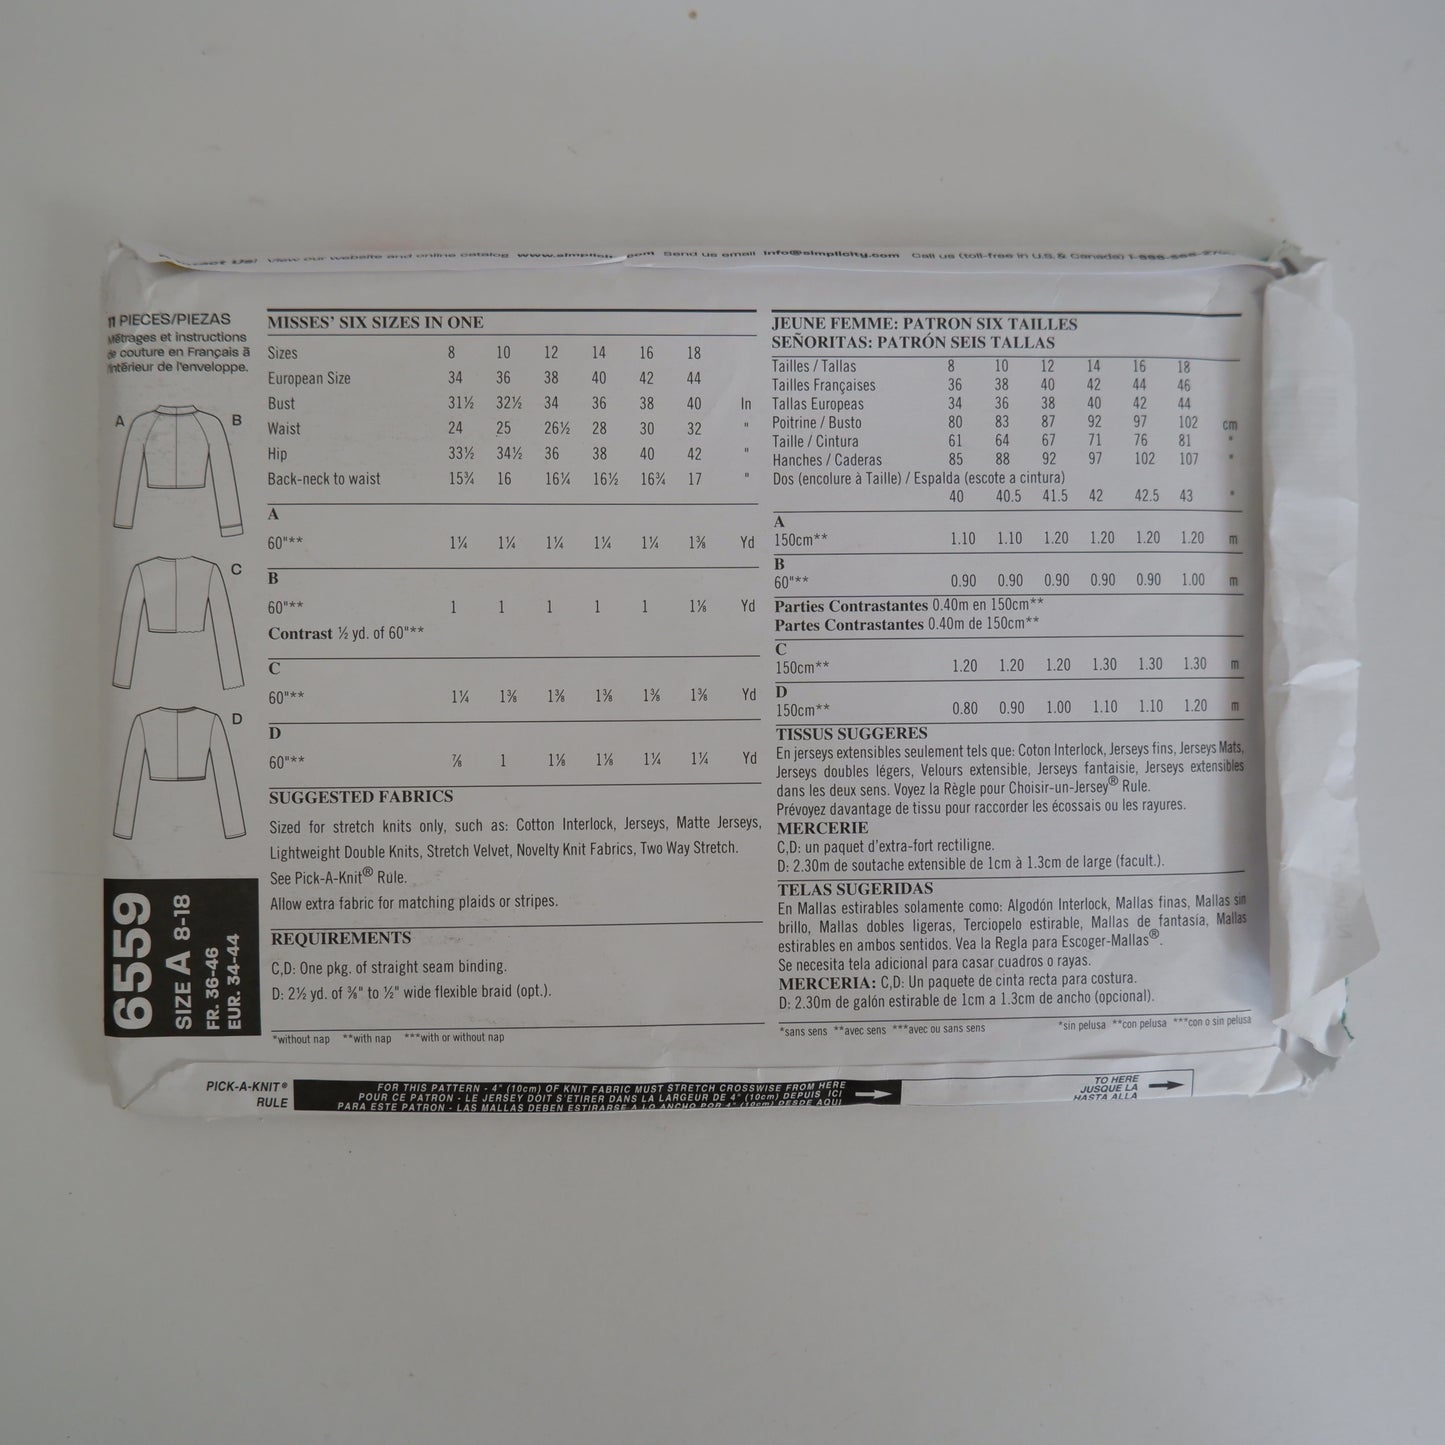 View our website and online catalog www.simplicity.com Send us email info@simplicity.com Call us (toll-free in U.S. & Canada)
11 PIECES/PIEZAS
Métrages et instructions
de couture en Français à
l'intérieur de l'enveloppe.
A
B
C
D
6559
SIZE A 8-18
FR. 36-46
EUR. 34-44
MISSES' SIX SIZES IN ONE
Sizes 8 10 12 14 16 18
European Size 34 36 38 40 42 44
Bust 31½ 32½ 34 36 38 40 In
Waist 24 25 26½ 28 30 32 "
Hip 33½ 34½ 36 38 40 42 "
Back-neck to waist 15¾ 16 16¼ 16½ 16¾ 17 "
A
60"** 1¼ 1¼ 1¼ 1¼ 1¼ 1⅜ Yd
B
60"** 1 1 1 1 1 1⅛ Yd
Contrast ½ yd. of 60"**
C
60"** 1¼ 1⅜ 1⅜ 1⅜ 1⅜ 1⅜ Yd
D
60"** ⅞ 1 1⅛ 1⅛ 1¼ 1¼ Yd
SUGGESTED FABRICS
Sized for stretch knits only, such as: Cotton Interlock, Jerseys, Matte Jerseys,
Lightweight Double Knits, Stretch Velvet, Novelty Knit Fabrics, Two Way Stretch.
See Pick-A-Knit® Rule.
Allow extra fabric for matching plaids or stripes.
REQUIREMENTS
C,D: One pkg. of straight seam binding.
D: 2½ yd. of ⅜" to ½" wide flexible braid (opt.).
*without nap **with nap ***with or without nap
JEUNE FEMME: PATRON SIX TAILLES
SEÑORITAS: PATRÓN SEIS TALLAS
Tailles / Tallas 8 10 12 14 16 18
Tailles Françaises 36 38 40 42 44 46
Tallas Europeas 34 36 38 40 42 44
Poitrine / Busto 80 83 87 92 97 102 cm
Taille / Cintura 61 64 67 71 76 81 "
Hanches / Caderas 85 88 92 97 102 107 "
Dos (encolure à Taille) / Espalda (escote a cintura)
40 40.5 41.5 42 42.5 43 "
A
150cm** 1.10 1.10 1.20 1.20 1.20 1.20 m
B
60"** 0.90 0.90 0.90 0.90 0.90 1.00 m
Parties Contrastantes 0.40m en 150cm**
Partes Contrastantes 0.40m de 150cm**
C
150cm** 1.20 1.20 1.20 1.30 1.30 1.30 m
D
150cm** 0.80 0.90 1.00 1.10 1.10 1.20 m
TISSUS SUGGERES
En jerseys extensibles seulement tels que: Coton Interlock, Jerseys fins, Jerseys Mats,
Jerseys doubles légers, Velours extensible, Jerseys fantaisie, Jerseys extensibles
dans les deux sens. Voyez la Règle pour Choisir-un-Jersey® Rule.
Prévoyez davantage de tissu pour raccorder les écossais ou les rayures.
MERCERIE
C,D: un paquet d'extra-fort rectiligne.
D: 2.30m de soutache extensible de 1cm à 1.3cm de large (facult.).
TELAS SUGERIDAS
En Mallas estirables solamente como: Algodón Interlock, Mallas finas, Mallas sin
brillo, Mallas dobles ligeras, Terciopelo estirable, Mallas de fantasía, Mallas
estirables en ambos sentidos. Vea la Regla para Escoger-Mallas®.
Se necesita tela adicional para casar cuadros o rayas.
MERCERIA: C,D: Un paquete de cinta recta para costura.
D: 2.30m de galón estirable de 1cm a 1.3cm de ancho (opcional).
*sans sens **avec sens ***avec ou sans sens *sin pelusa **con pelusa ***con o sin pelusa
PICK-A-KNIT®
RULE
FOR THIS PATTERN - 4" (10cm) OF KNIT FABRIC MUST STRETCH CROSSWISE FROM HERE
POUR CE PATRON - LE JERSEY DOIT S'ETIRER DANS LA LARGEUR DE 4" (10cm) DEPUIS ICI
PARA ESTE PATRON - LAS MALLAS DEBEN ESTIRARSE A LO ANCHO POR 4" (10cm) DESDE AQUI
TO HERE
JUSQUE LA
HASTA ALLA